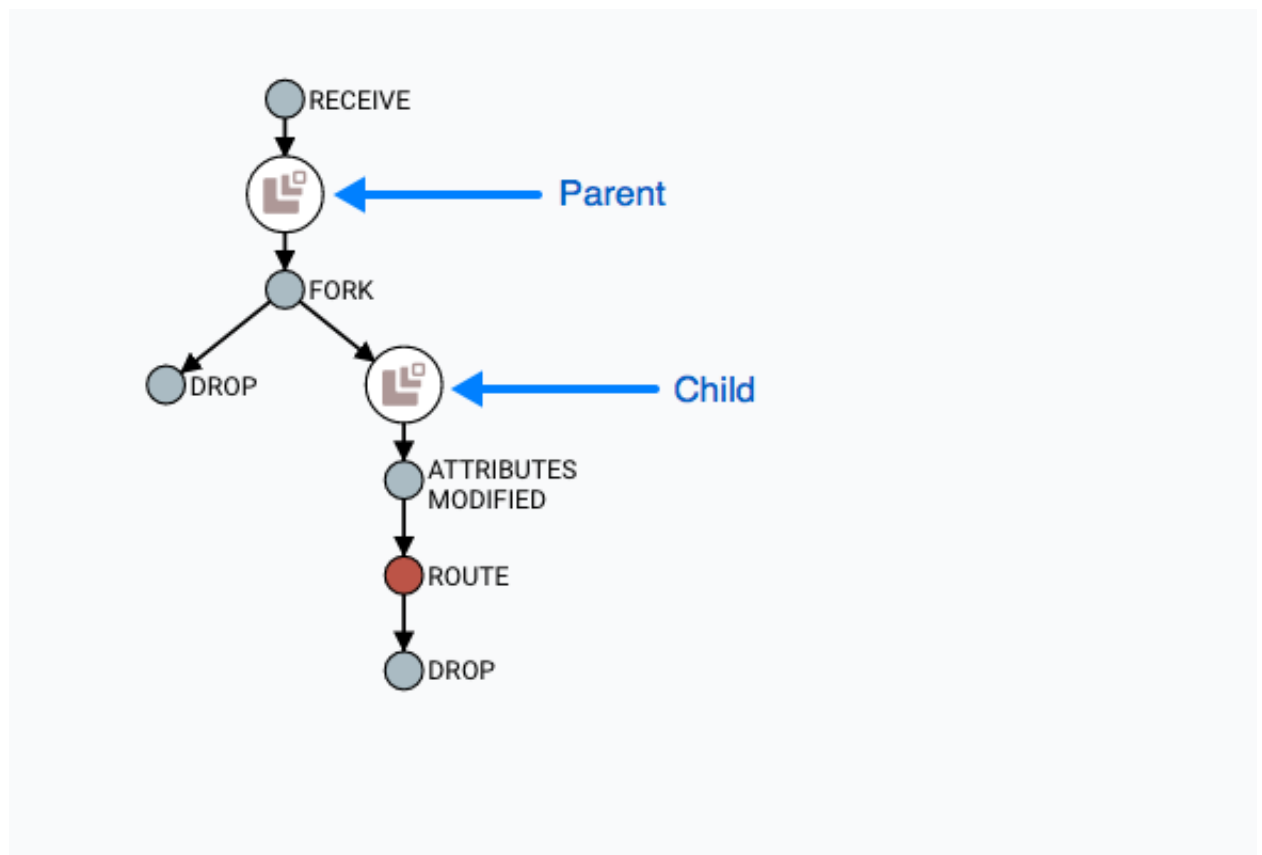 RECEIVE
Parent
FORK
DROP
Child
ATTRIBUTES
MODIFIED
ROUTE
DROP